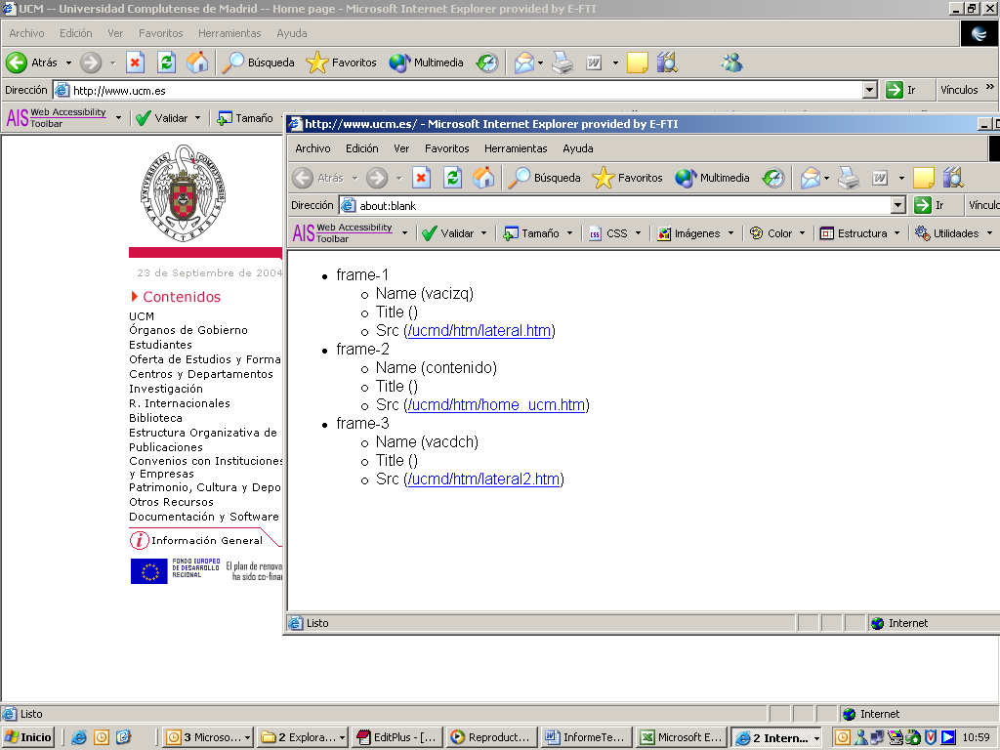 UCM -- Universidad Complutense de Madrid -- Home page - Microsoft Internet Explorer provided by E-FTI
Archivo Edición Ver Favoritos Herramientas Ayuda
Atrás Búsqueda Favoritos Multimedia
Dirección http://www.ucm.es Ir Vínculos »
AIS Web Accessibility Toolbar Validar Tamaño
23 de Septiembre de 2004
Contenidos
UCM
Órganos de Gobierno
Estudiantes
Oferta de Estudios y Forma
Centros y Departamentos
Investigación
R. Internacionales
Biblioteca
Estructura Organizativa de
Publicaciones
Convenios con Instituciones
y Empresas
Patrimonio, Cultura y Depo
Otros Recursos
Documentación y Software
i Información General
FONDO EUROPEO
DE DESARROLLO
REGIONAL
El plan de renova
ha sido co-finan
http://www.ucm.es/ - Microsoft Internet Explorer provided by E-FTI
Archivo Edición Ver Favoritos Herramientas Ayuda
Atrás Búsqueda Favoritos Multimedia
Dirección about:blank Ir Vínculo
AIS Web Accessibility Toolbar Validar Tamaño CSS Imágenes Color Estructura Utilidades
frame-1
Name (vacizq)
Title ()
Src (/ucmd/htm/lateral.htm)
frame-2
Name (contenido)
Title ()
Src (/ucmd/htm/home_ucm.htm)
frame-3
Name (vacdch)
Title ()
Src (/ucmd/htm/lateral2.htm)
Listo Internet
Listo Internet
Inicio 3 Microso... 2 Explora... EditPlus - [... Reproduct... InformeTe... Microsoft E... 2 Intern... 10:59